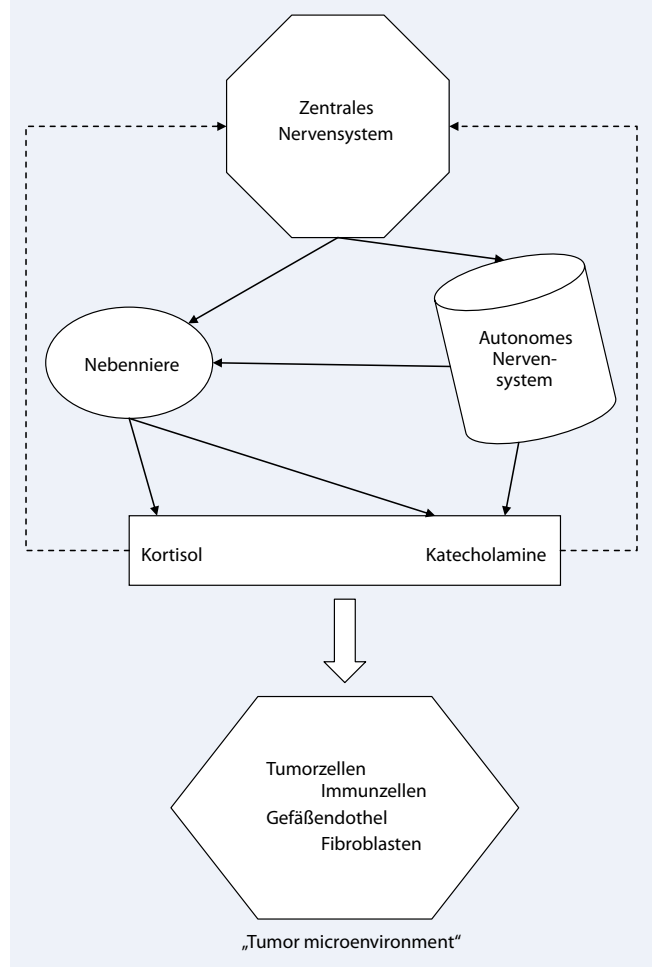 Zentrales
Nervensystem
Nebenniere
Autonomes
Nerven-
system
Kortisol
Katecholamine
Tumorzellen
Immunzellen
Gefäßendothel
Fibroblasten
„Tumor microenvironment“